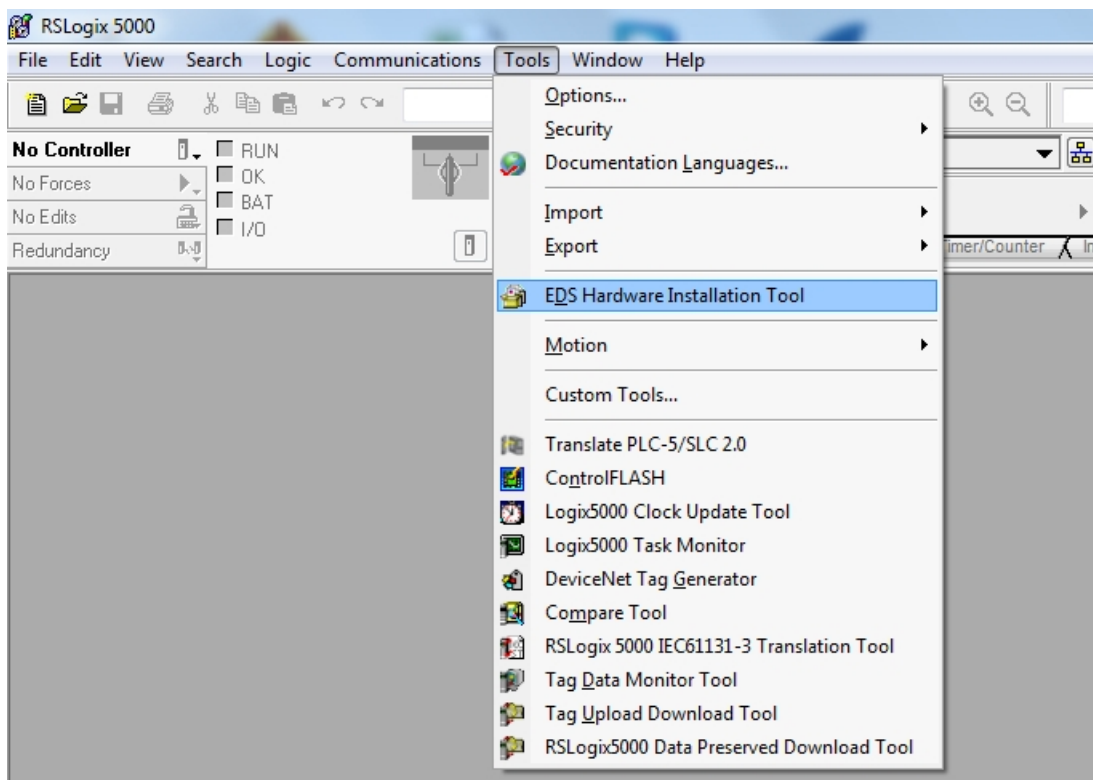 RSLogix 5000
File Edit View Search Logic Communications Tools Window Help
Options...
Security
Documentation Languages...
Import
Export
EDS Hardware Installation Tool
Motion
Custom Tools...
Translate PLC-5/SLC 2.0
ControlFLASH
Logix5000 Clock Update Tool
Logix5000 Task Monitor
DeviceNet Tag Generator
Compare Tool
RSLogix 5000 IEC61131-3 Translation Tool
Tag Data Monitor Tool
Tag Upload Download Tool
RSLogix5000 Data Preserved Download Tool
No Controller
No Forces
No Edits
Redundancy
RUN
OK
BAT
I/O
imer/Counter